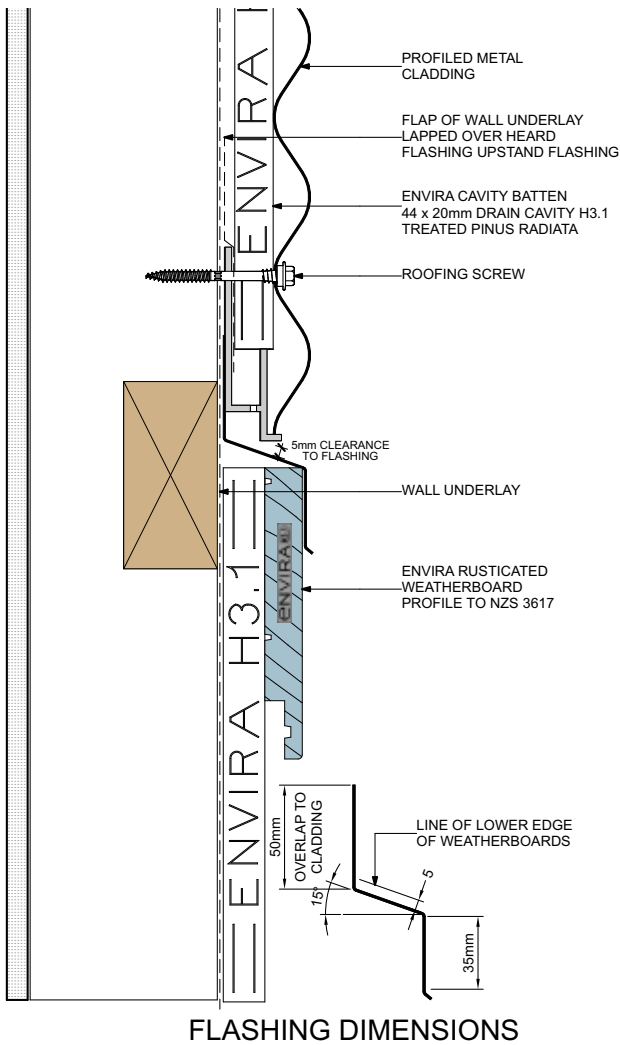 PROFILED METAL
CLADDING
FLAP OF WALL UNDERLAY
LAPPED OVER HEARD
FLASHING UPSTAND FLASHING
ENVIRA CAVITY BATTEN
44 x 20mm DRAIN CAVITY H3.1
TREATED PINUS RADIATA
ROOFING SCREW
5mm CLEARANCE
TO FLASHING
WALL UNDERLAY
ENVIRA RUSTICATED
WEATHERBOARD
PROFILE TO NZS 3617
ENVIRA
ENVIRA
ENVIRA H3.1
50mm
OVERLAP TO
CLADDING
15°
LINE OF LOWER EDGE
OF WEATHERBOARDS
5
35mm
FLASHING DIMENSIONS